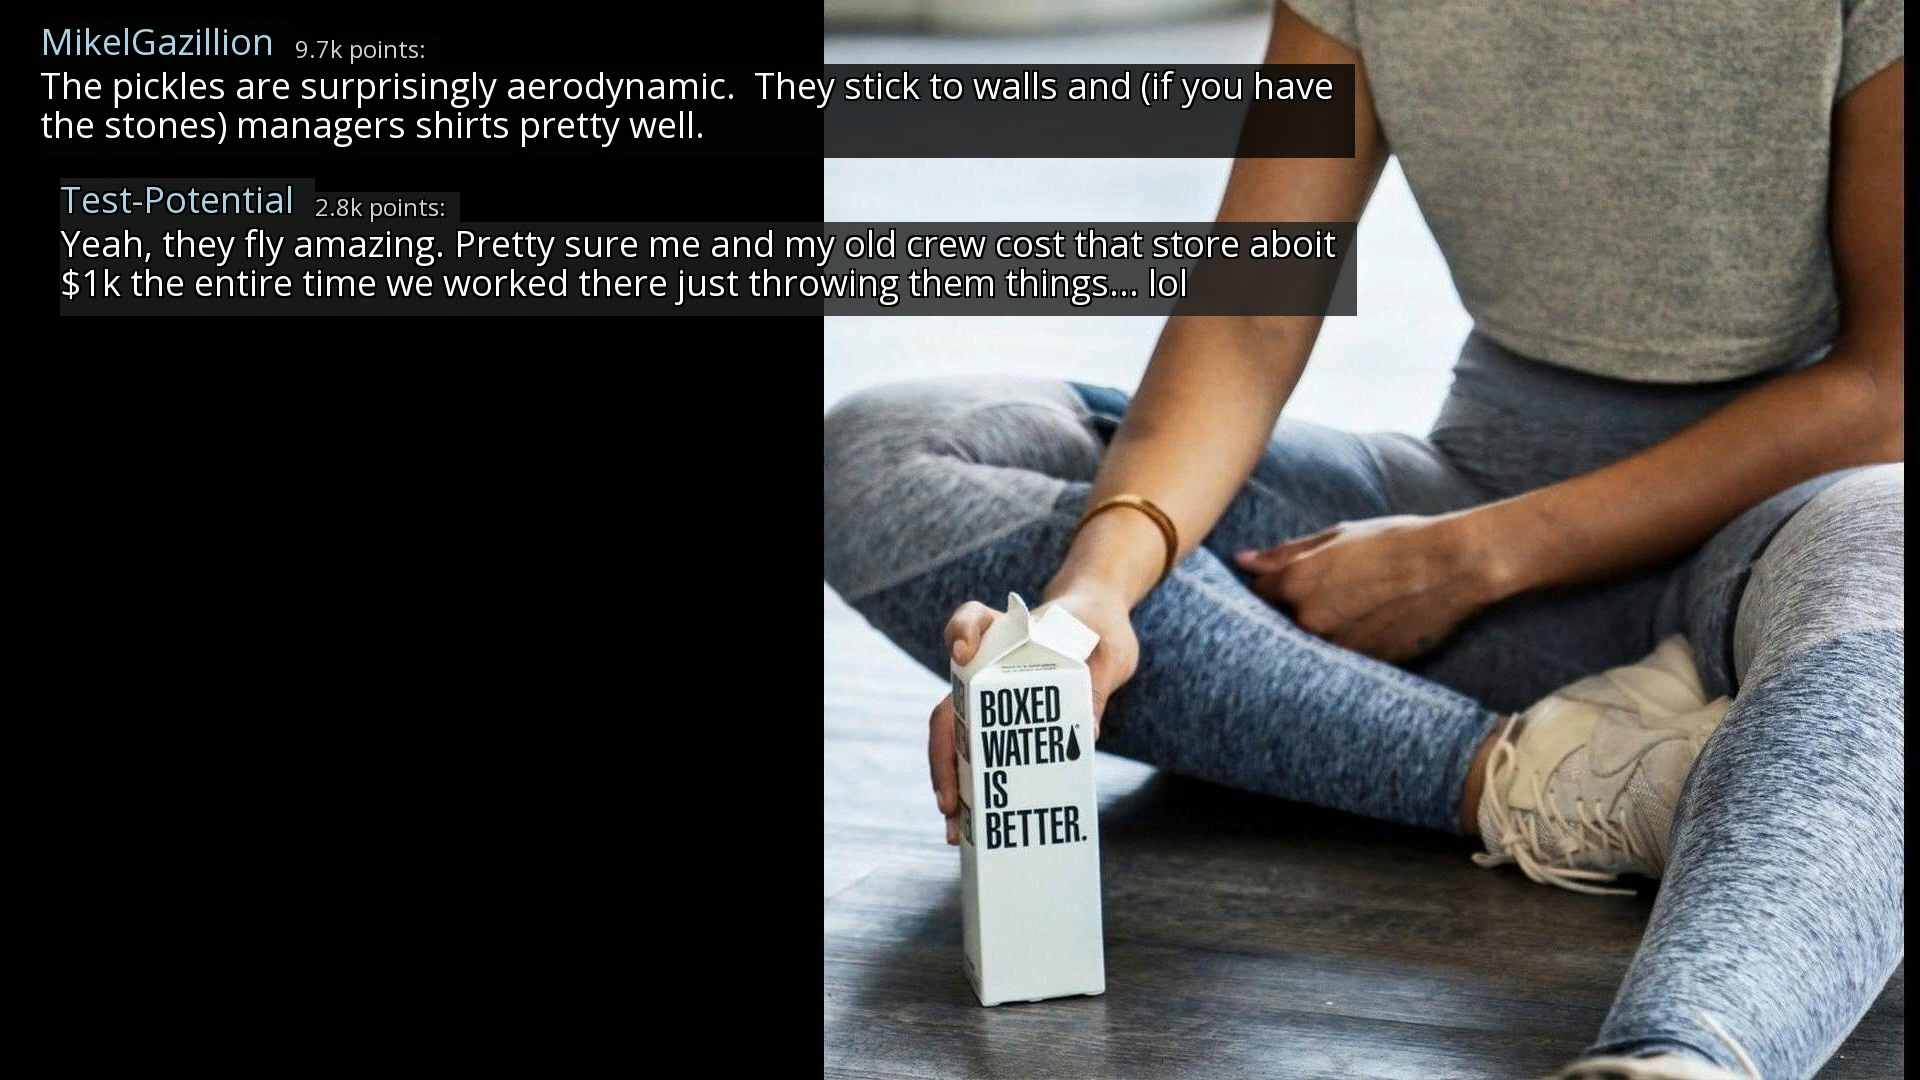 MikelGazillion 9.7k points:
The pickles are surprisingly aerodynamic. They stick to walls and (if you have
the stones) managers shirts pretty well.
Test-Potential 2.8k points:
Yeah, they fly amazing. Pretty sure me and my old crew cost that store aboit
$1k the entire time we worked there just throwing them things... lol
BOXED
WATER
IS
BETTER.